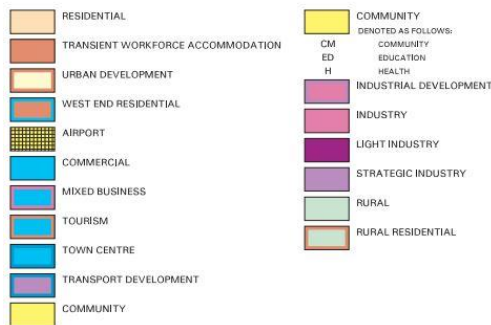 RESIDENTIAL
TRANSIENT WORKFORCE ACCOMMODATION
URBAN DEVELOPMENT
WEST END RESIDENTIAL
AIRPORT
COMMERCIAL
MIXED BUSINESS
TOURISM
TOWN CENTRE
TRANSPORT DEVELOPMENT
COMMUNITY
COMMUNITY
DENOTED AS FOLLOWS:
CM COMMUNITY
ED EDUCATION
H HEALTH
INDUSTRIAL DEVELOPMENT
INDUSTRY
LIGHT INDUSTRY
STRATEGIC INDUSTRY
RURAL
RURAL RESIDENTIAL